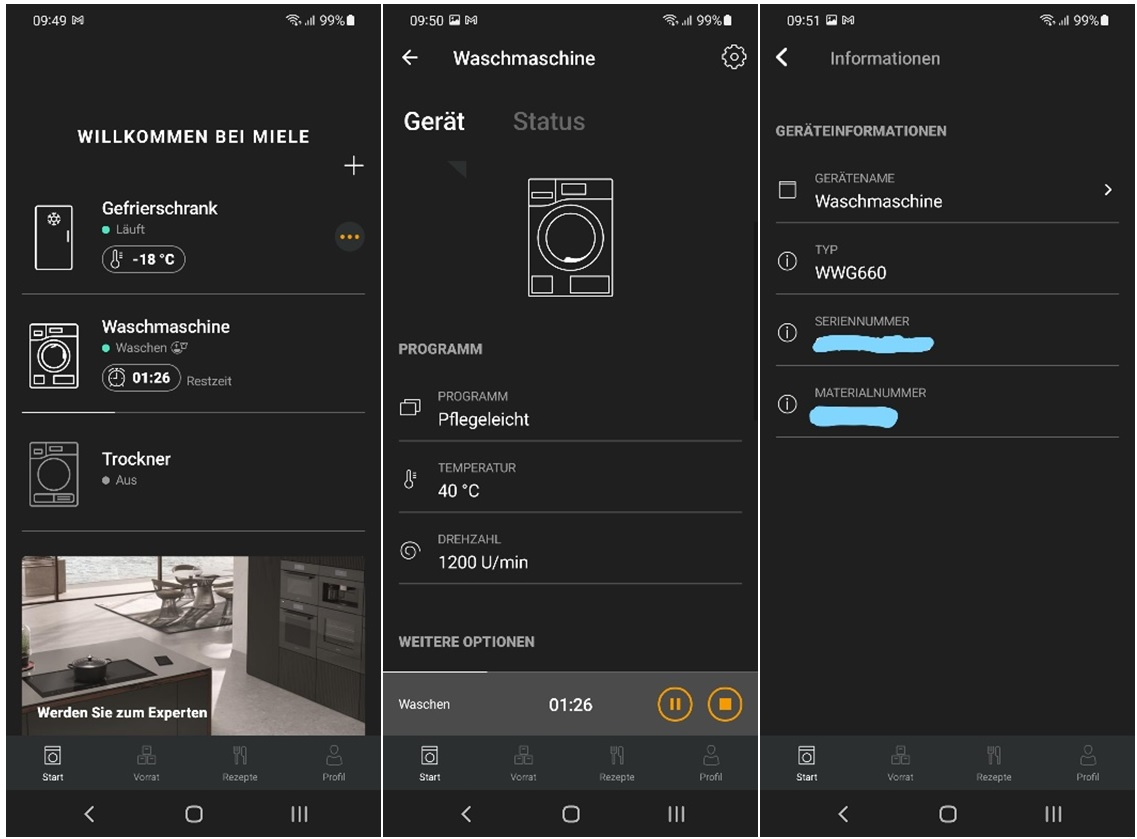 09:49
99%
WILLKOMMEN BEI MIELE
Gefrierschrank
Läuft
-18 °C
Waschmaschine
Waschen
01:26 Restzeit
Trockner
Aus
Werden Sie zum Experten
Start Vorrat Rezepte Profil
09:50
99%
Waschmaschine
Gerät Status
PROGRAMM
PROGRAMM
Pflegeleicht
TEMPERATUR
40 °C
DREHZAHL
1200 U/min
WEITERE OPTIONEN
Waschen 01:26
Start Vorrat Rezepte Profil
09:51
99%
Informationen
GERÄTEINFORMATIONEN
GERÄTENAME
Waschmaschine
TYP
WWG660
SERIENNUMMER
MATERIALNUMMER
Start Vorrat Rezepte Profil